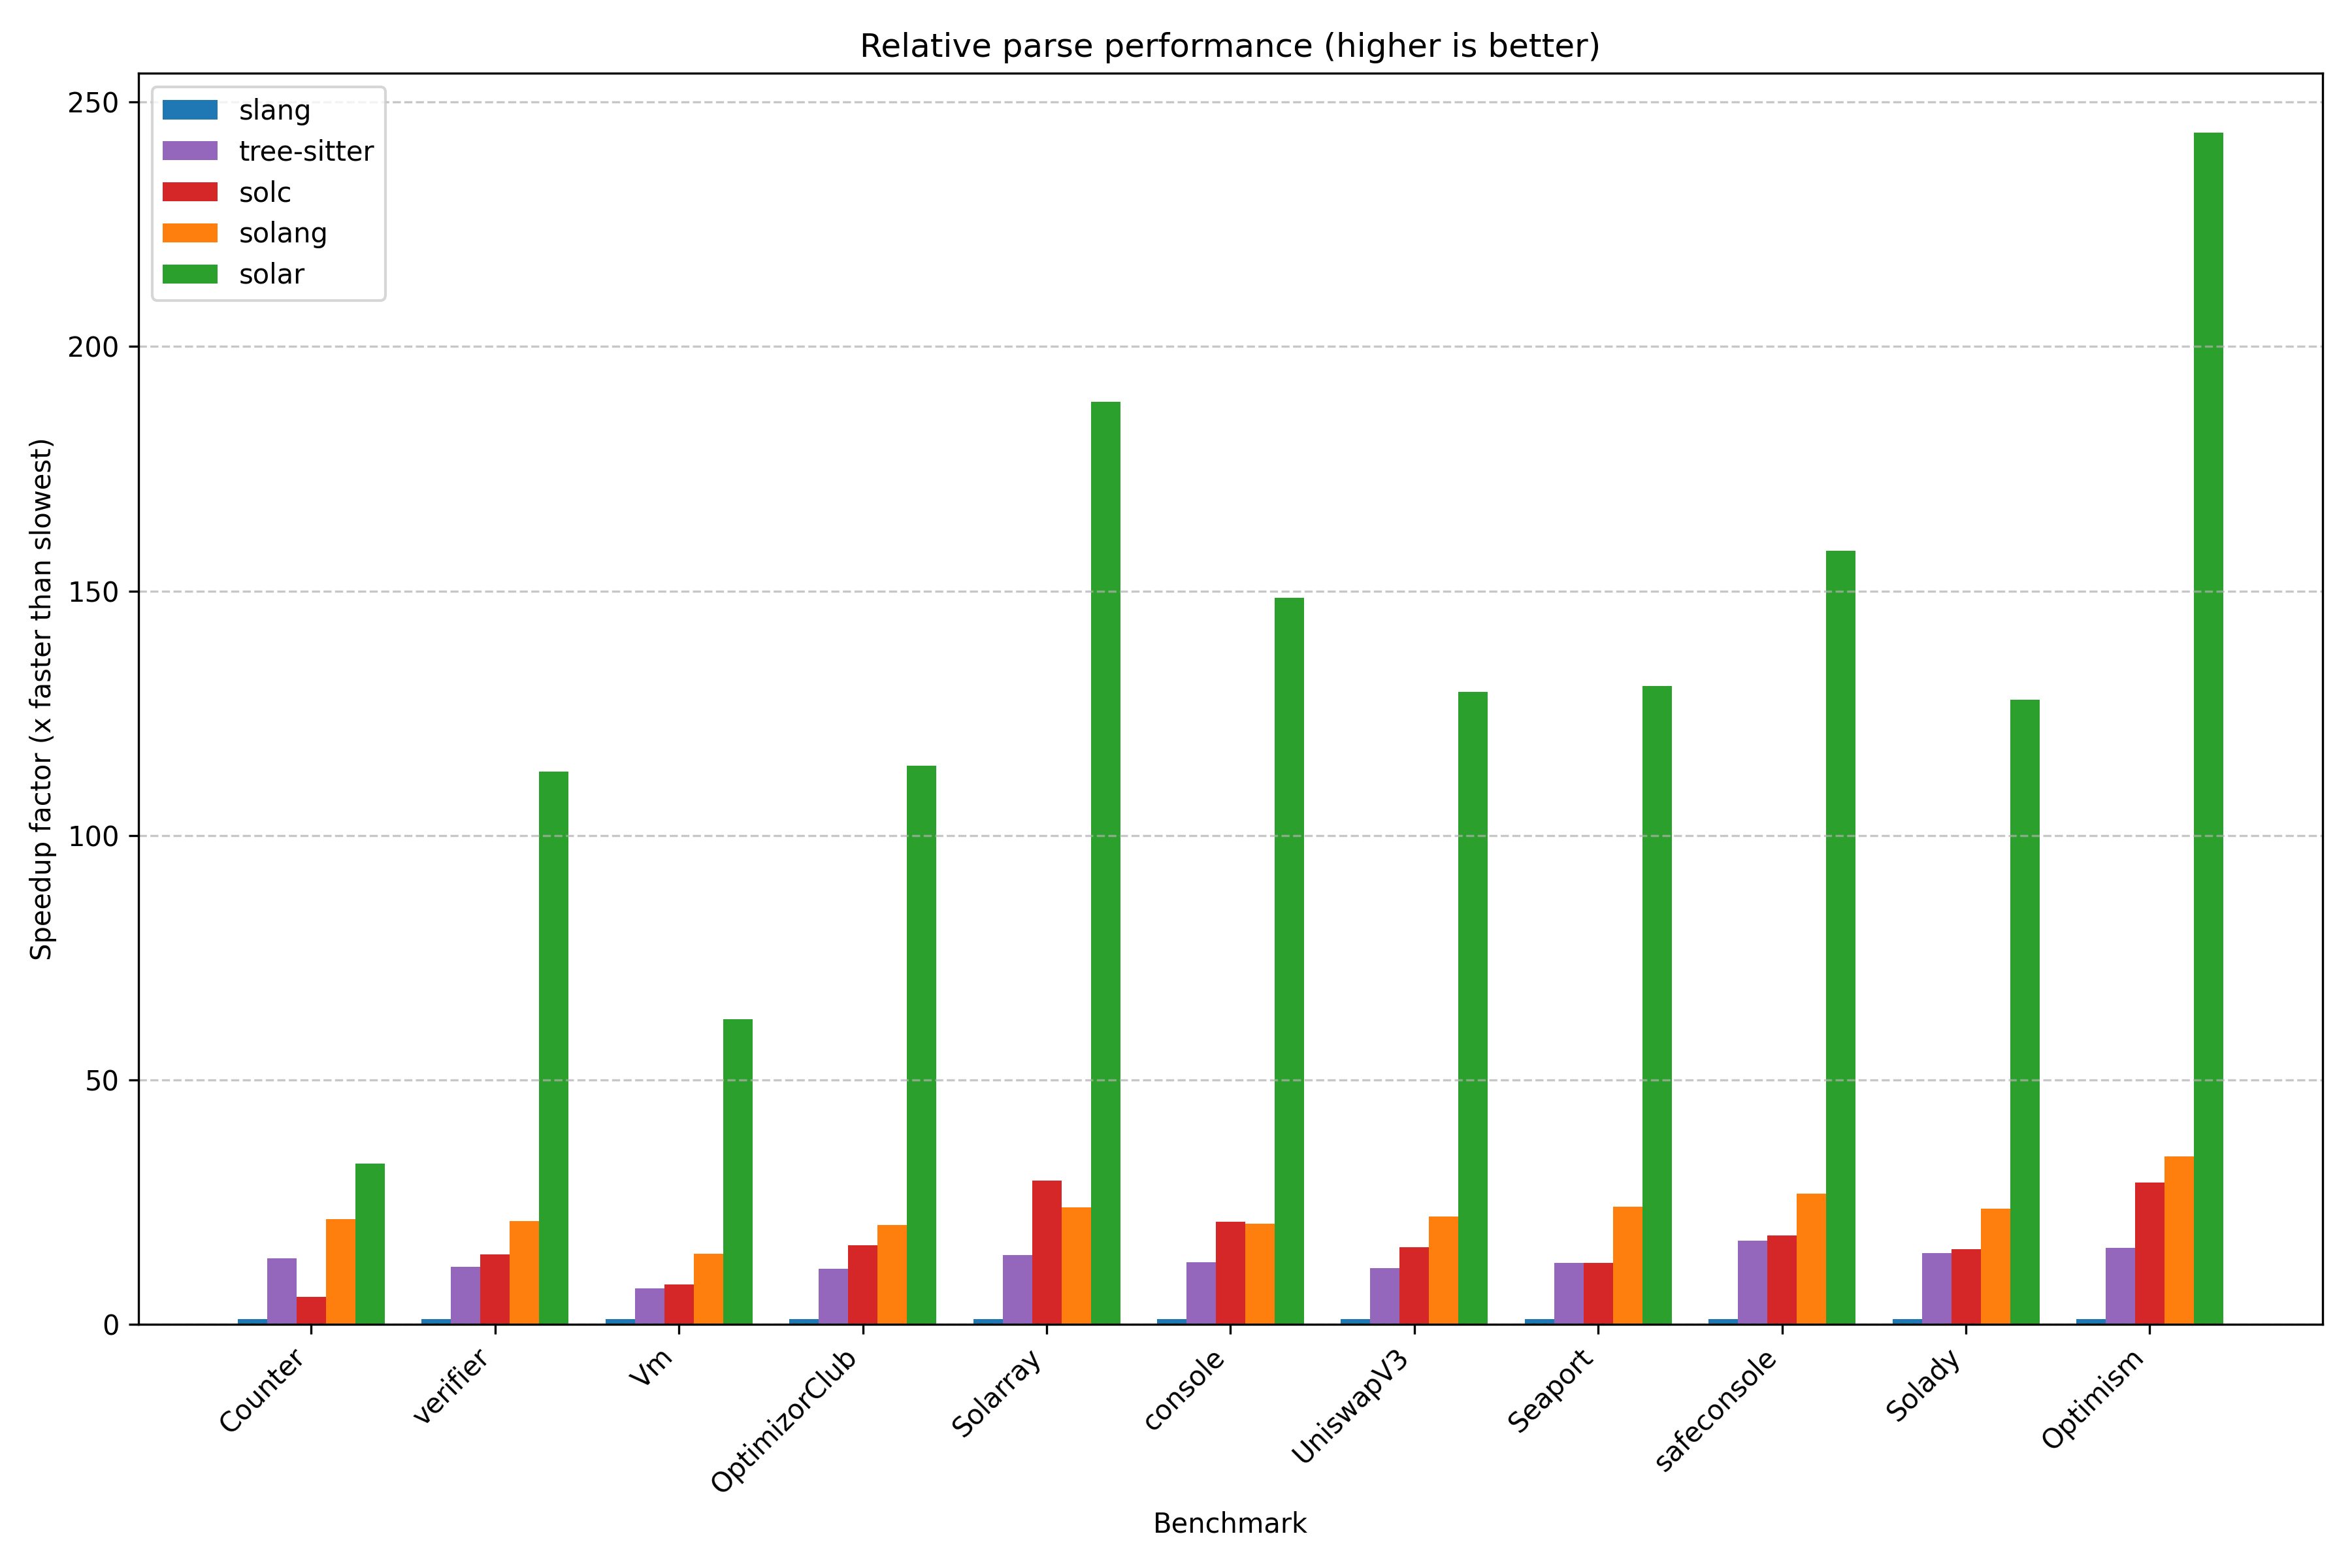 Relative parse performance (higher is better)
slang
tree-sitter
solc
solang
solar
Speedup factor (x faster than slowest)
250
200
150
100
50
0
Counter
verifier
Vm
OptimizorClub
Solarray
console
UniswapV3
Seaport
safeconsole
Solady
Optimism
Benchmark